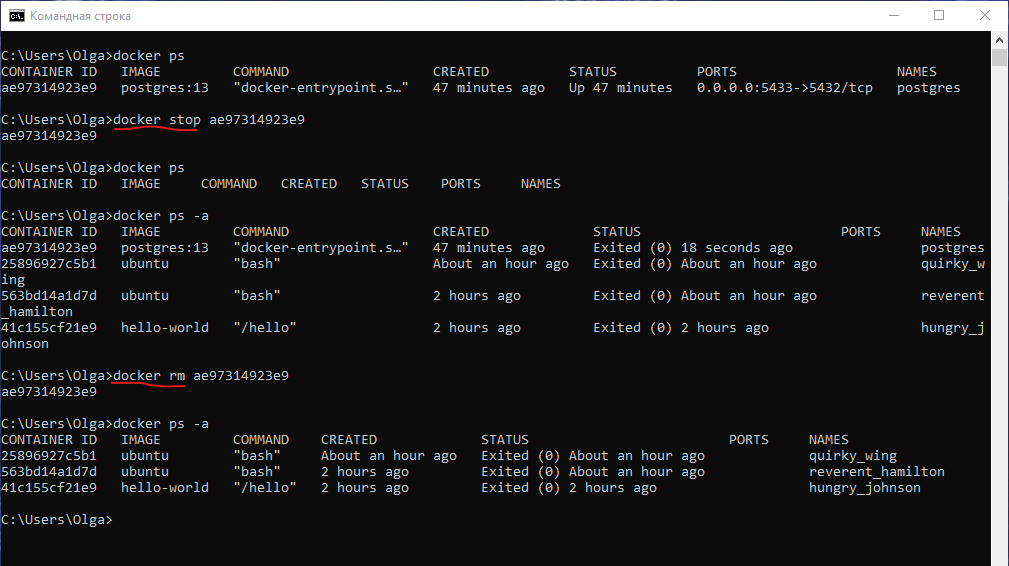 Командная строка
C:\Users\Olga>docker ps
CONTAINER ID   IMAGE         COMMAND                  CREATED          STATUS          PORTS                    NAMES
ae97314923e9   postgres:13   "docker-entrypoint.s…"   47 minutes ago   Up 47 minutes   0.0.0.0:5433->5432/tcp   postgres
C:\Users\Olga>docker stop ae97314923e9
ae97314923e9
C:\Users\Olga>docker ps
CONTAINER ID   IMAGE     COMMAND   CREATED   STATUS    PORTS     NAMES
C:\Users\Olga>docker ps -a
CONTAINER ID   IMAGE         COMMAND                  CREATED             STATUS                         PORTS     NAMES
ae97314923e9   postgres:13   "docker-entrypoint.s…"   47 minutes ago      Exited (0) 18 seconds ago                postgres
25896927c5b1   ubuntu        "bash"                   About an hour ago   Exited (0) About an hour ago             quirky_w
ing
563bd14a1d7d   ubuntu        "bash"                   2 hours ago         Exited (0) About an hour ago             reverent
_hamilton
41c155cf21e9   hello-world   "/hello"                 2 hours ago         Exited (0) 2 hours ago                   hungry_j
ohnson
C:\Users\Olga>docker rm ae97314923e9
ae97314923e9
C:\Users\Olga>docker ps -a
CONTAINER ID   IMAGE         COMMAND    CREATED             STATUS                         PORTS     NAMES
25896927c5b1   ubuntu        "bash"     About an hour ago   Exited (0) About an hour ago             quirky_wing
563bd14a1d7d   ubuntu        "bash"     2 hours ago         Exited (0) About an hour ago             reverent_hamilton
41c155cf21e9   hello-world   "/hello"   2 hours ago         Exited (0) 2 hours ago                   hungry_johnson
C:\Users\Olga>